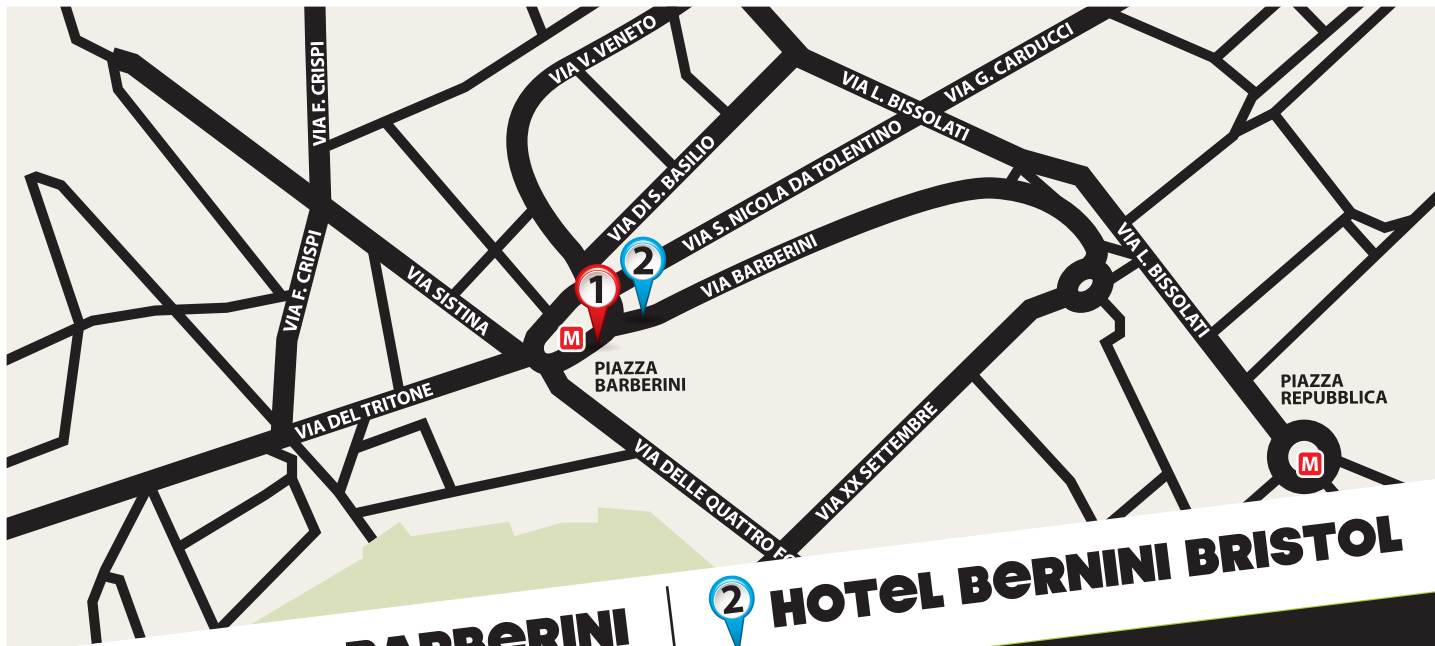 VIA V. VENETO
VIA F. CRISPI
VIA G. CARDUCCI
VIA L. BISSOLATI
VIA DI S. BASILIO
VIA S. NICOLA DA TOLENTINO
VIA F. CRISPI
VIA SISTINA
VIA BARBERINI
VIA L. BISSOLATI
2
1
M
PIAZZA
BARBERINI
PIAZZA
REPUBBLICA
M
VIA DEL TRITONE
VIA XX SETTEMBRE
VIA DELLE QUATTRO FO
BARBERINI
2 HOTEL BERNINI BRISTOL